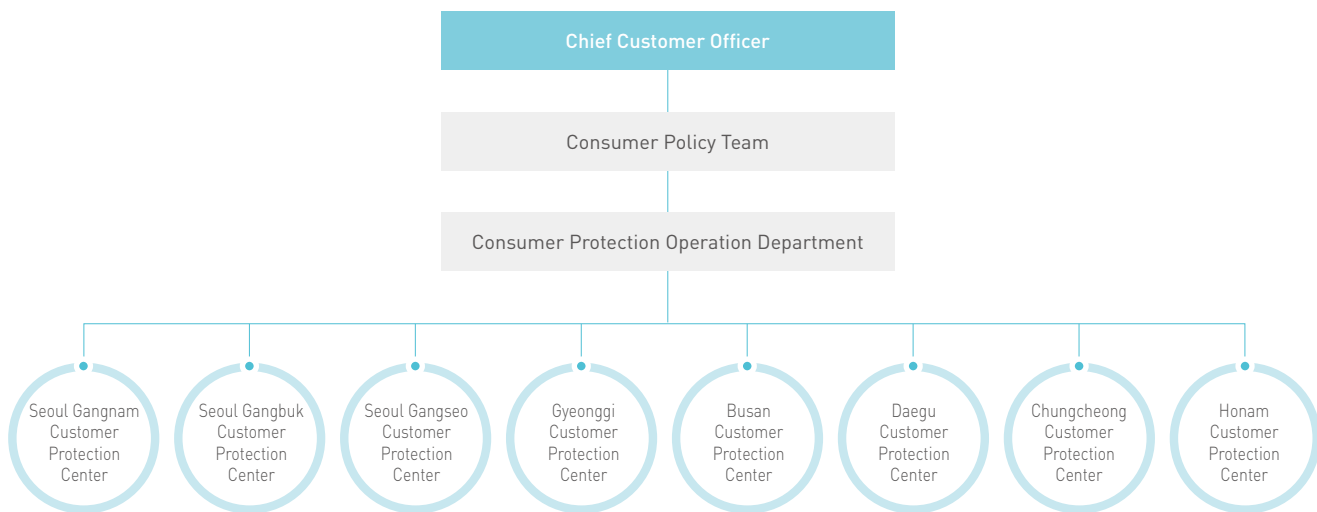 Chief Customer Officer
Consumer Policy Team
Consumer Protection Operation Department
Seoul Gangnam
Customer
Protection
Center
Seoul Gangbuk
Customer
Protection
Center
Seoul Gangseo
Customer
Protection
Center
Gyeonggi
Customer
Protection
Center
Busan
Customer
Protection
Center
Daegu
Customer
Protection
Center
Chungcheong
Customer
Protection
Center
Honam
Customer
Protection
Center